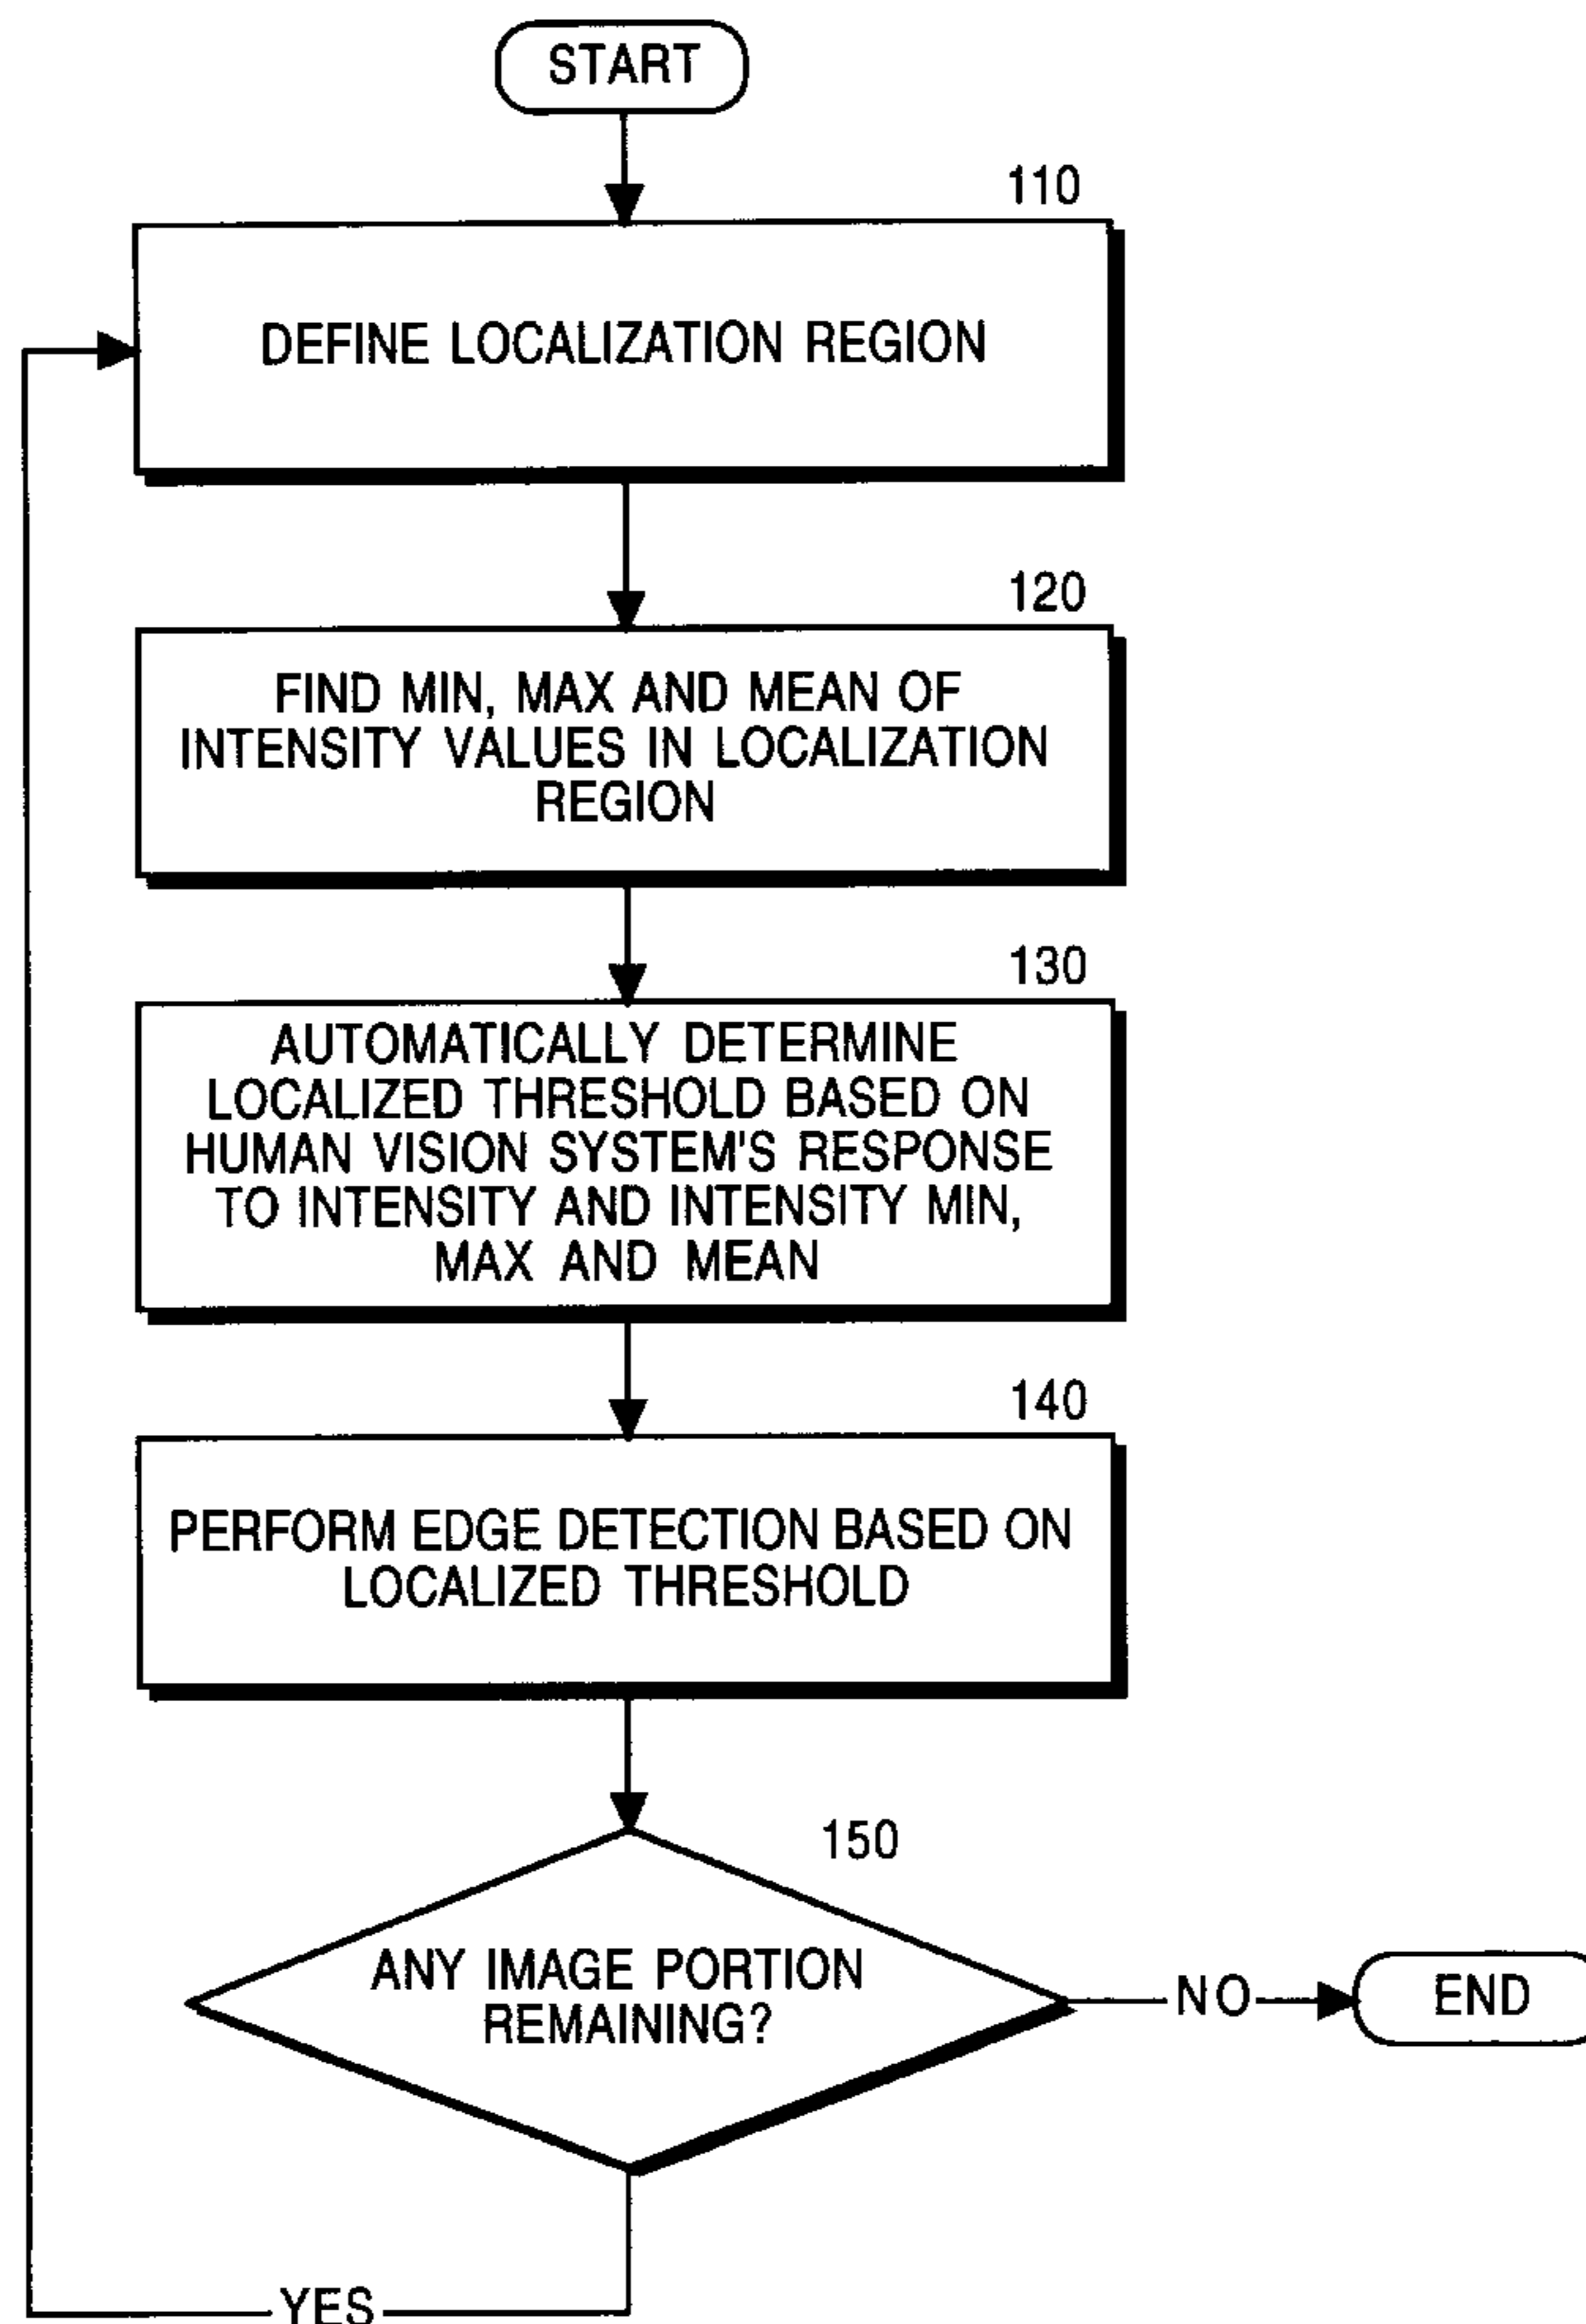 START
110
DEFINE LOCALIZATION REGION
120
FIND MIN, MAX AND MEAN OF
INTENSITY VALUES IN LOCALIZATION
REGION
130
AUTOMATICALLY DETERMINE
LOCALIZED THRESHOLD BASED ON
HUMAN VISION SYSTEM'S RESPONSE
TO INTENSITY AND INTENSITY MIN,
MAX AND MEAN
140
PERFORM EDGE DETECTION BASED ON
LOCALIZED THRESHOLD
150
ANY IMAGE PORTION
REMAINING?
NO
END
YES